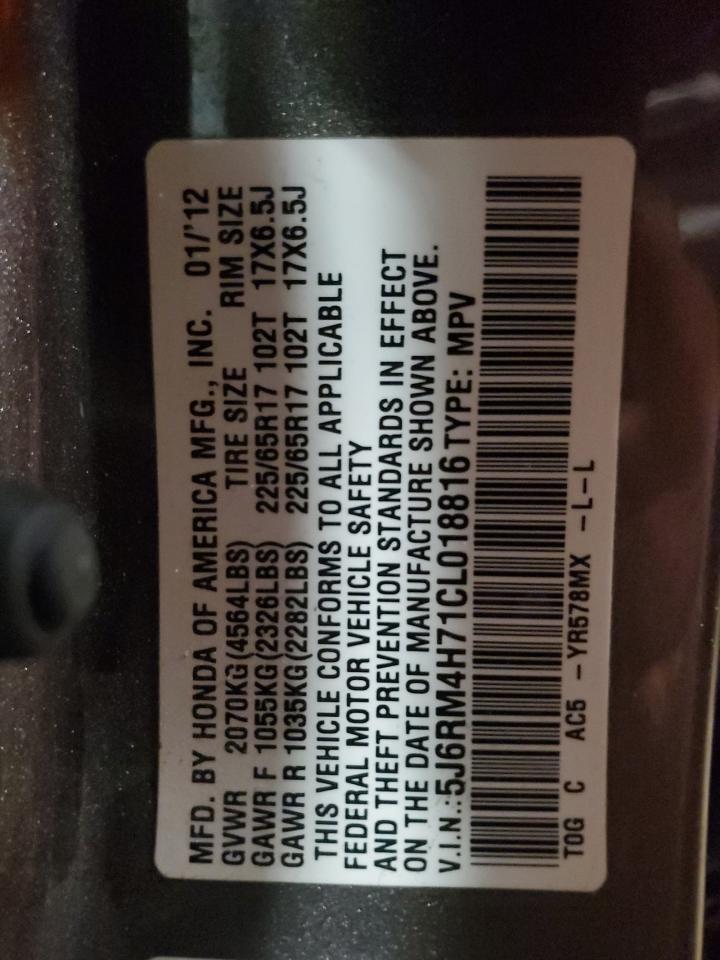 MFD. BY HONDA OF AMERICA MFG., INC. 01/'12
GVWR 2070KG(4564LBS) TIRE SIZE RIM SIZE
GAWR F 1055KG(2326LBS) 225/65R17 102T 17X6.5J
GAWR R 1035KG(2282LBS) 225/65R17 102T 17X6.5J
THIS VEHICLE CONFORMS TO ALL APPLICABLE
FEDERAL MOTOR VEHICLE SAFETY
AND THEFT PREVENTION STANDARDS IN EFFECT
ON THE DATE OF MANUFACTURE SHOWN ABOVE.
V.I.N.:5J6RM4H71CL018816 TYPE: MPV
TOG C AC5 -YR578MX -L-L